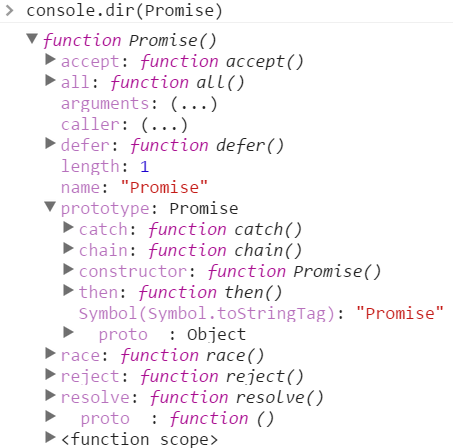 > console.dir(Promise)
▼ function Promise()
▶ accept: function accept()
▶ all: function all()
arguments: (...)
caller: (...)
▶ defer: function defer()
length: 1
name: "Promise"
▼ prototype: Promise
▶ catch: function catch()
▶ chain: function chain()
▶ constructor: function Promise()
▶ then: function then()
Symbol(Symbol.toStringTag): "Promise"
▶ proto : Object
▶ race: function race()
▶ reject: function reject()
▶ resolve: function resolve()
▶ proto : function ()
▶ <function scope>